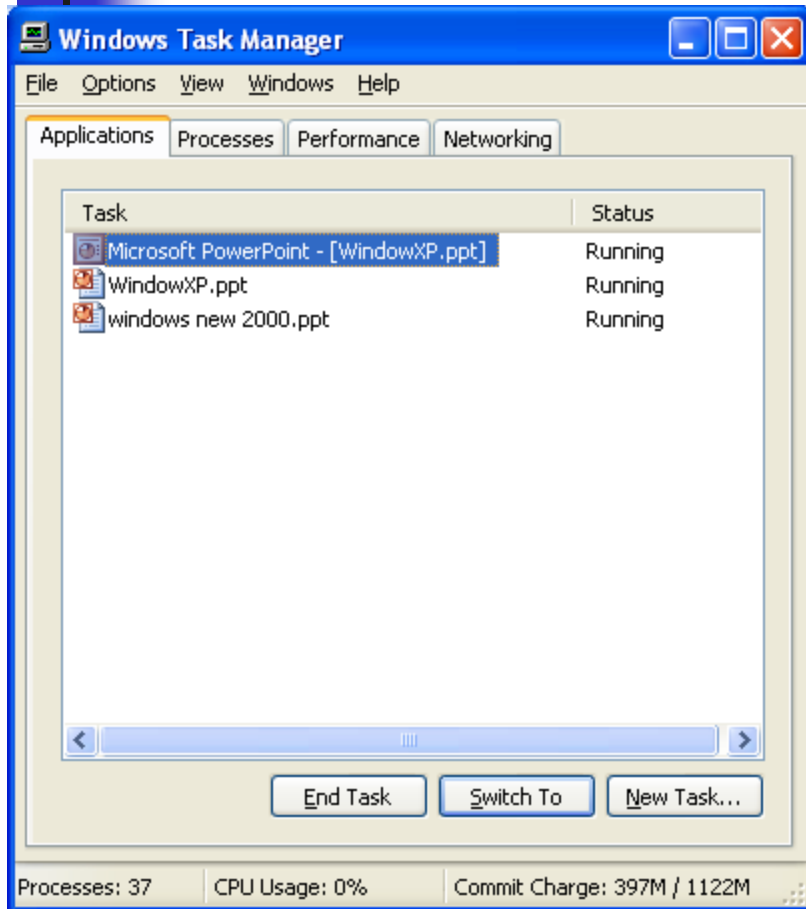 Windows Task Manager
File Options View Windows Help
Applications Processes Performance Networking
Task Status
Microsoft PowerPoint - [WindowXP.ppt] Running
WindowXP.ppt Running
windows new 2000.ppt Running
End Task Switch To New Task...
Processes: 37 CPU Usage: 0% Commit Charge: 397M / 1122M